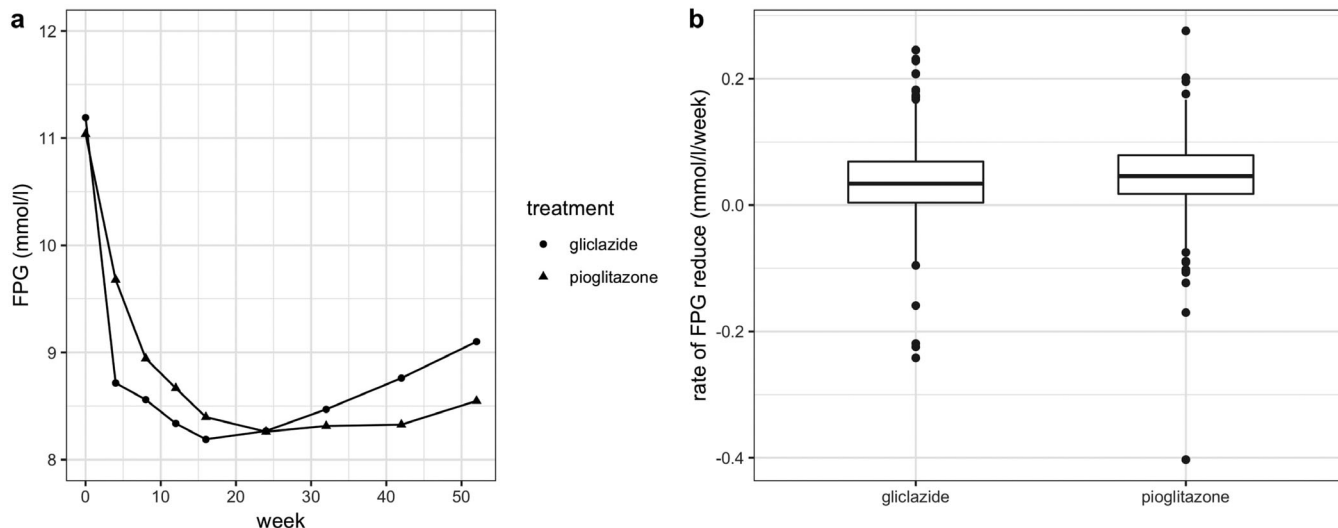 a
12
11
10
9
8
FPG (mmol/l)
0 10 20 30 40 50
week
treatment
gliclazide
pioglitazone
b
0.2
0.0
-0.2
-0.4
rate of FPG reduce (mmol/l/week)
gliclazide pioglitazone